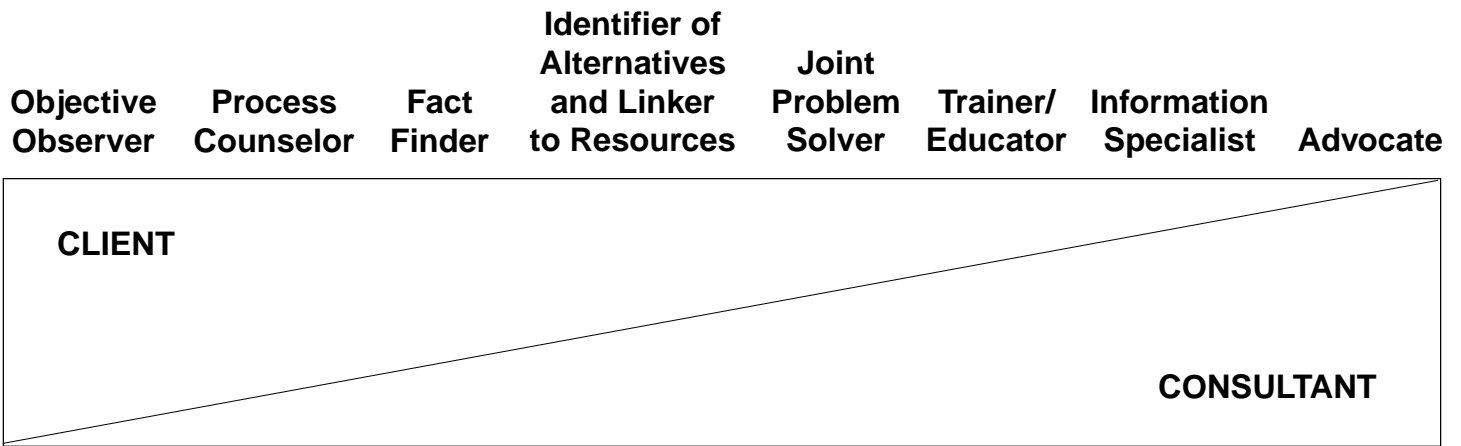 Objective
Observer
Process
Counselor
Fact
Finder
Identifier of
Alternatives
and Linker
to Resources
Joint
Problem
Solver
Trainer/
Educator
Information
Specialist
Advocate
CLIENT
CONSULTANT